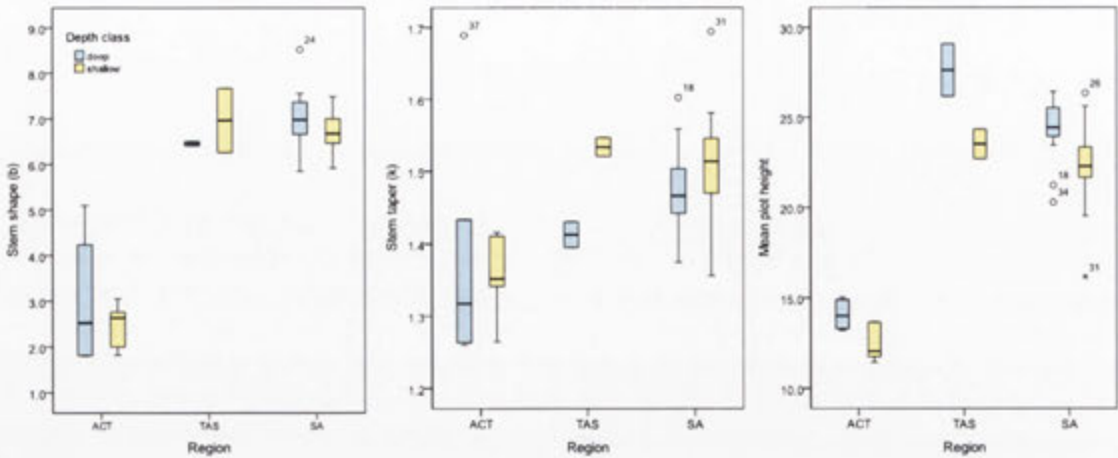 Stem shape (b)
9.0
8.0
7.0
6.0
5.0
4.0
3.0
2.0
1.0
Depth class
deep
shallow
24
ACT TAS SA
Region
Stem taper (k)
1.7
1.6
1.5
1.4
1.3
1.2
37
18
31
ACT TAS SA
Region
Mean plot height
30.0
25.0
20.0
15.0
10.0
26
18
34
31
ACT TAS SA
Region